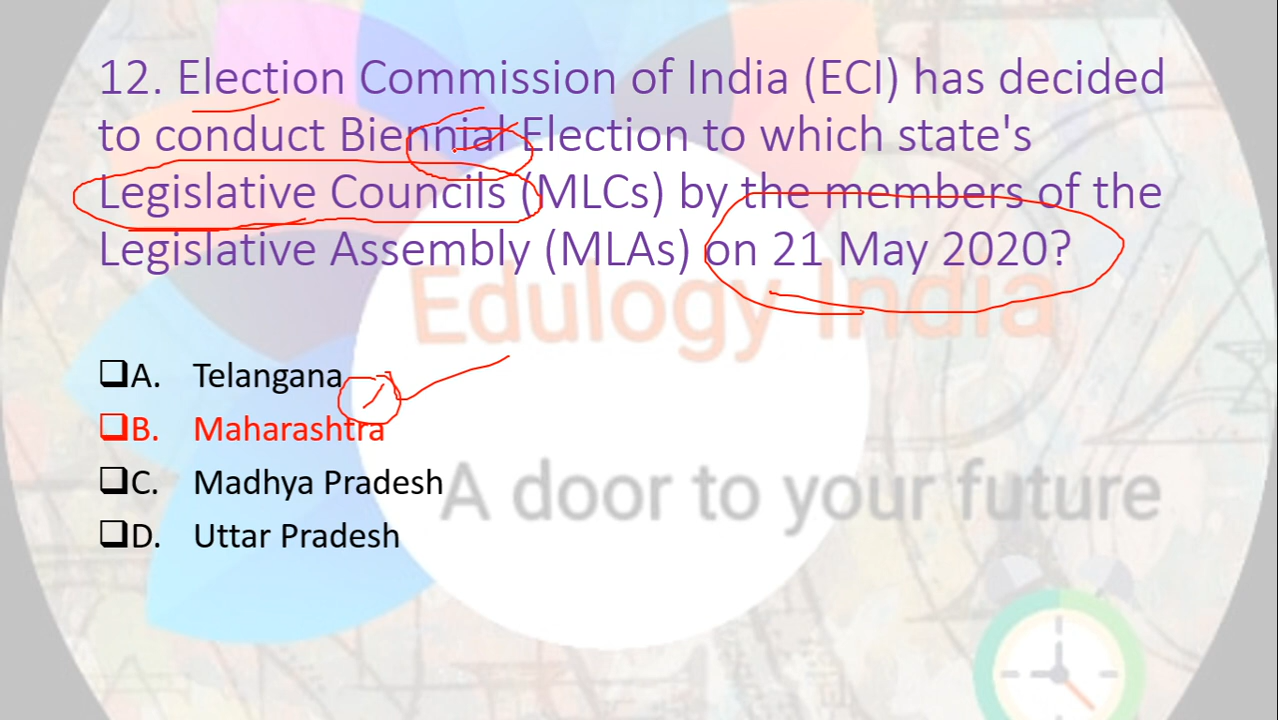 12. Election Commission of India (ECI) has decided
to conduct Biennial Election to which state's
Legislative Councils (MLCs) by the members of the
Legislative Assembly (MLAs) on 21 May 2020?
Edulogy India
❑A. Telangana
❑B. Maharashtra
❑C. Madhya Pradesh
A door to your future
❑D. Uttar Pradesh